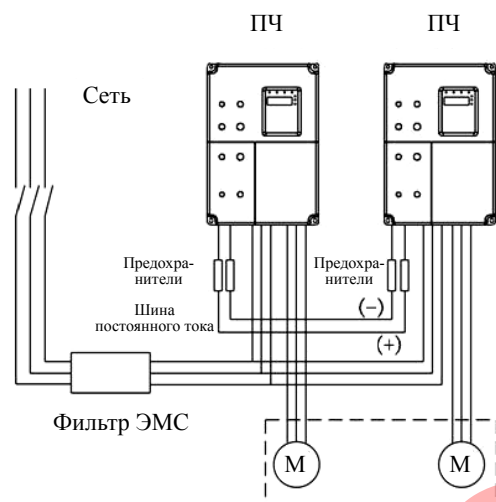 ПЧ ПЧ
Сеть
Предохра-
нители
Предохра-
нители
Шина
постоянного тока
(−)
(+)
Фильтр ЭМС
М М